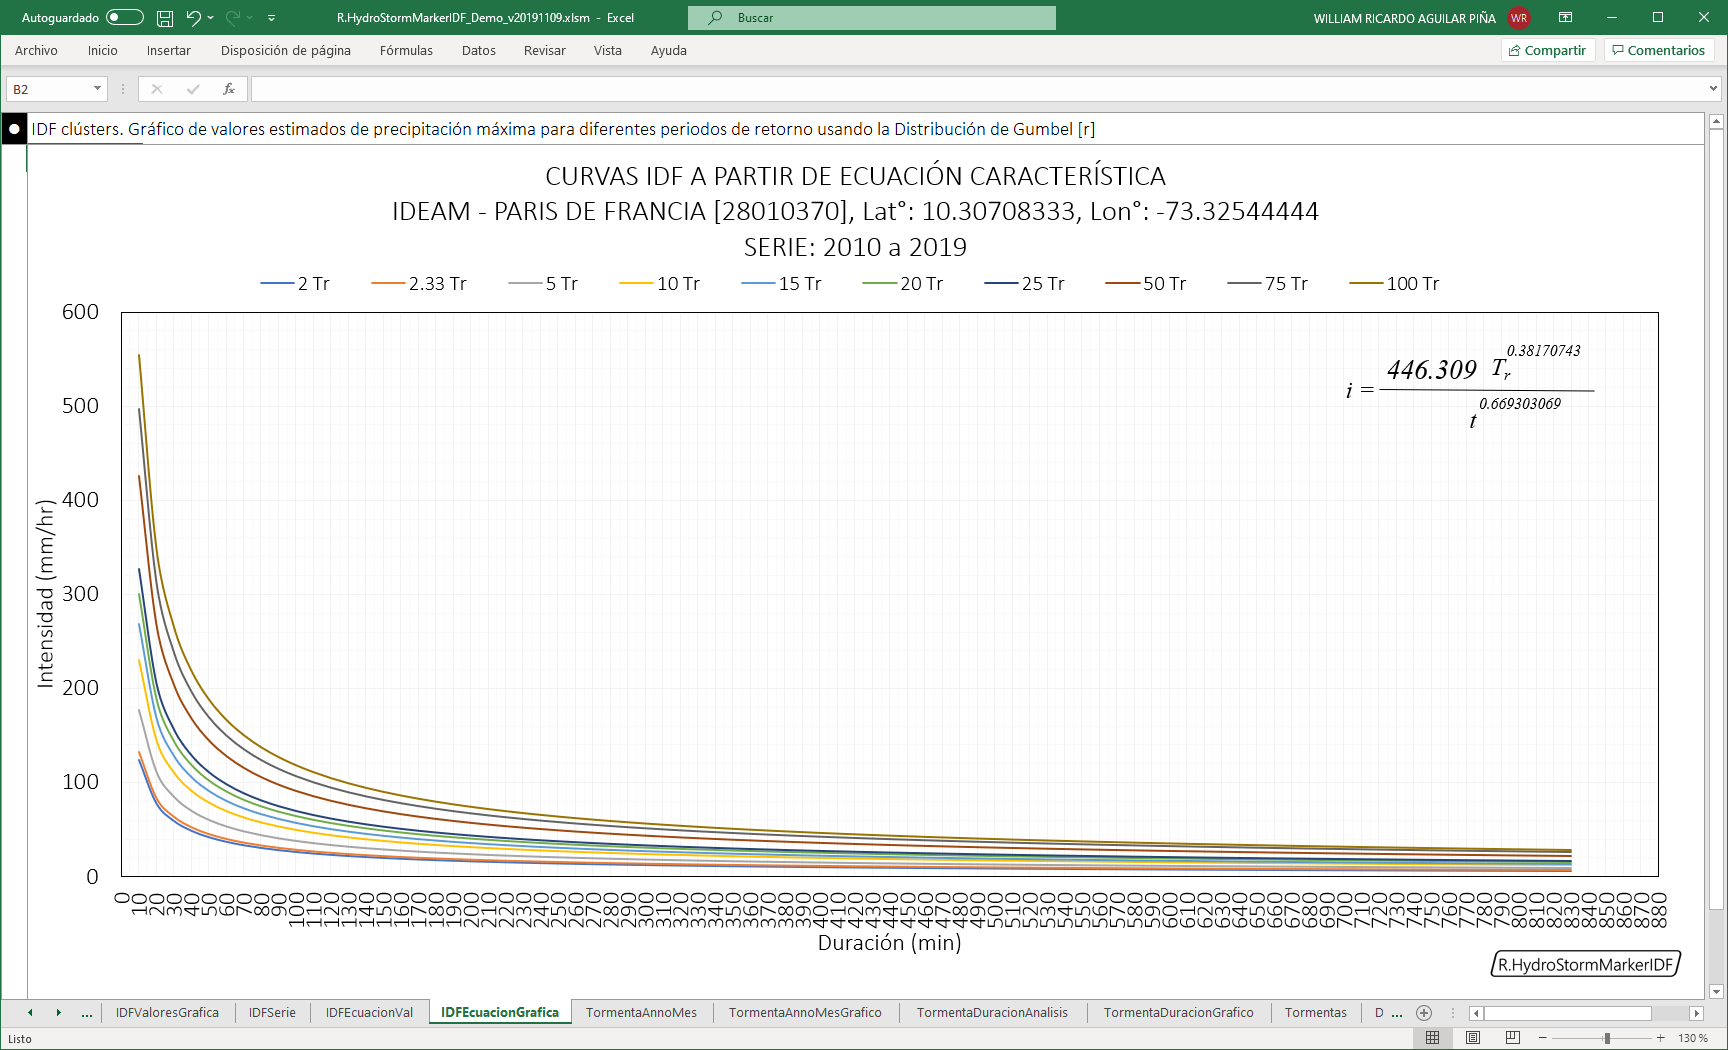 Autoguardado
R.HydroStormMarkerIDF_Demo_v20191109.xlsm - Excel
Buscar
WILLIAM RICARDO AGUILAR PIÑA WR
Archivo Inicio Insertar Disposición de página Fórmulas Datos Revisar Vista Ayuda
Compartir Comentarios
B2 fx
IDF clústers. Gráfico de valores estimados de precipitación máxima para diferentes periodos de retorno usando la Distribución de Gumbel [r]
CURVAS IDF A PARTIR DE ECUACIÓN CARACTERÍSTICA
IDEAM - PARIS DE FRANCIA [28010370], Lat°: 10.30708333, Lon°: -73.32544444
SERIE: 2010 a 2019
2 Tr 2.33 Tr 5 Tr 10 Tr 15 Tr 20 Tr 25 Tr 50 Tr 75 Tr 100 Tr
600
500
400
300
200
100
0
Intensidad (mm/hr)
i = 446.309 Tr 0.38170743
t 0.669303069
0 10 20 30 40 50 60 70 80 90 100 110 120 130 140 150 160 170 180 190 200 210 220 230 240 250 260 270 280 290 300 310 320 330 340 350 360 370 380 390 400 410 420 430 440 450 460 470 480 490 500 510 520 530 540 550 560 570 580 590 600 610 620 630 640 650 660 670 680 690 700 710 720 730 740 750 760 770 780 790 800 810 820 830 840 850 860 870 880
Duración (min)
R.HydroStormMarkerIDF
... IDFValoresGrafica IDFSerie IDFEcuacionVal IDFEcuacionGrafica TormentaAnnoMes TormentaAnnoMesGrafico TormentaDuracionAnalisis TormentaDuracionGrafico Tormentas D ...
Listo
130 %